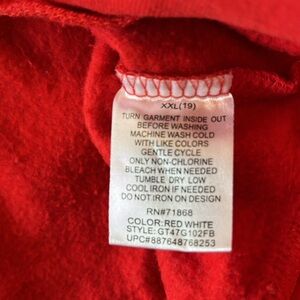 XXL(19)
TURN GARMENT INSIDE OUT
BEFORE WASHING
MACHINE WASH COLD
WITH LIKE COLORS
GENTLE CYCLE
ONLY NON-CHLORINE
BLEACH WHEN NEEDED
TUMBLE DRY LOW
COOL IRON IF NEEDED
DO NOT IRON ON DESIGN
RN#71868
COLOR:RED WHITE
STYLE:GT47G102FB
UPC#887648768253